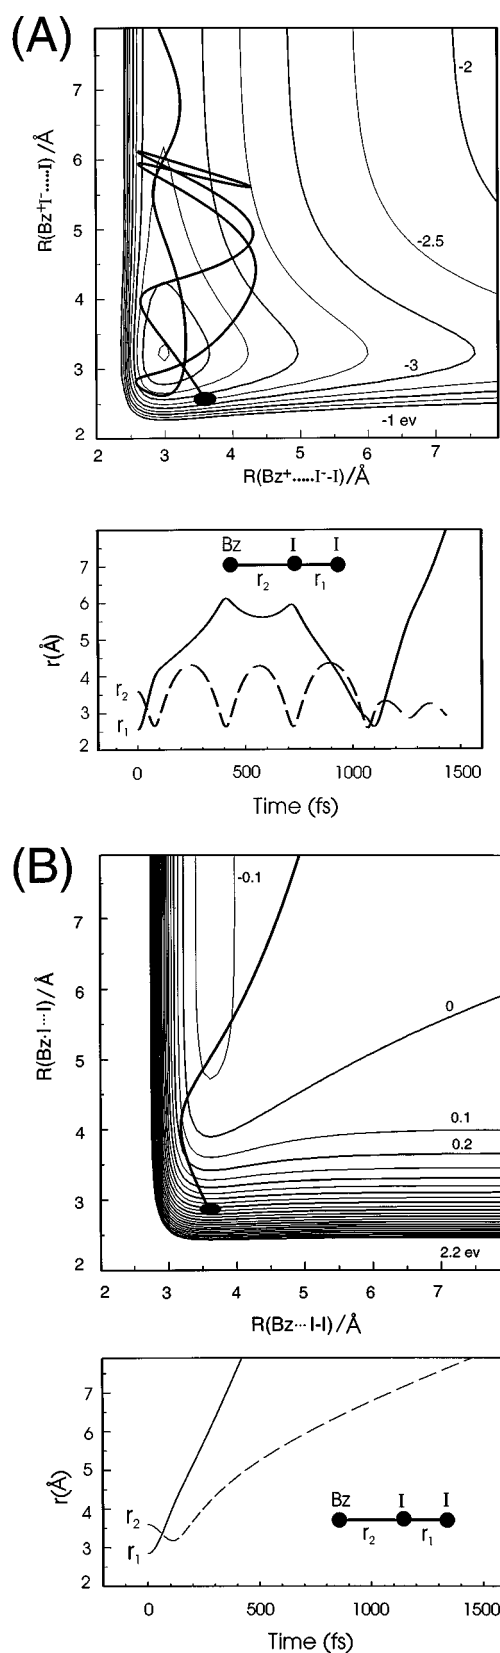 (A)
R(Bz⁺I⁻.....I) /Å
7
6
5
4
3
2
-2
-2.5
-3
-1 ev
2 3 4 5 6 7
R(Bz⁺.....I⁻-I)/Å
r(Å)
7
6
5
4
3
2
Bz I I
r₂ r₁
r₂
r₁
0 500 1000 1500
Time (fs)
(B)
R(Bz·I···I)/Å
7
6
5
4
3
2
-0.1
0
0.1
0.2
2.2 ev
2 3 4 5 6 7
R(Bz···I-I)/Å
r(Å)
7
6
5
4
3
2
r₂
r₁
Bz I I
r₂ r₁
0 500 1000 1500
Time (fs)